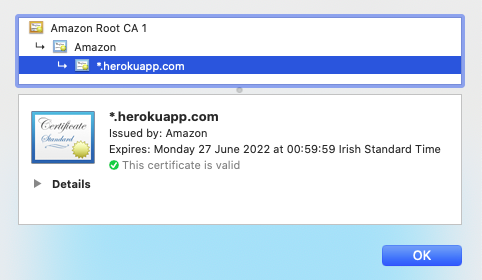 Amazon Root CA 1
Amazon
*.herokuapp.com
Certificate
Standard
*.herokuapp.com
Issued by: Amazon
Expires: Monday 27 June 2022 at 00:59:59 Irish Standard Time
This certificate is valid
Details
OK